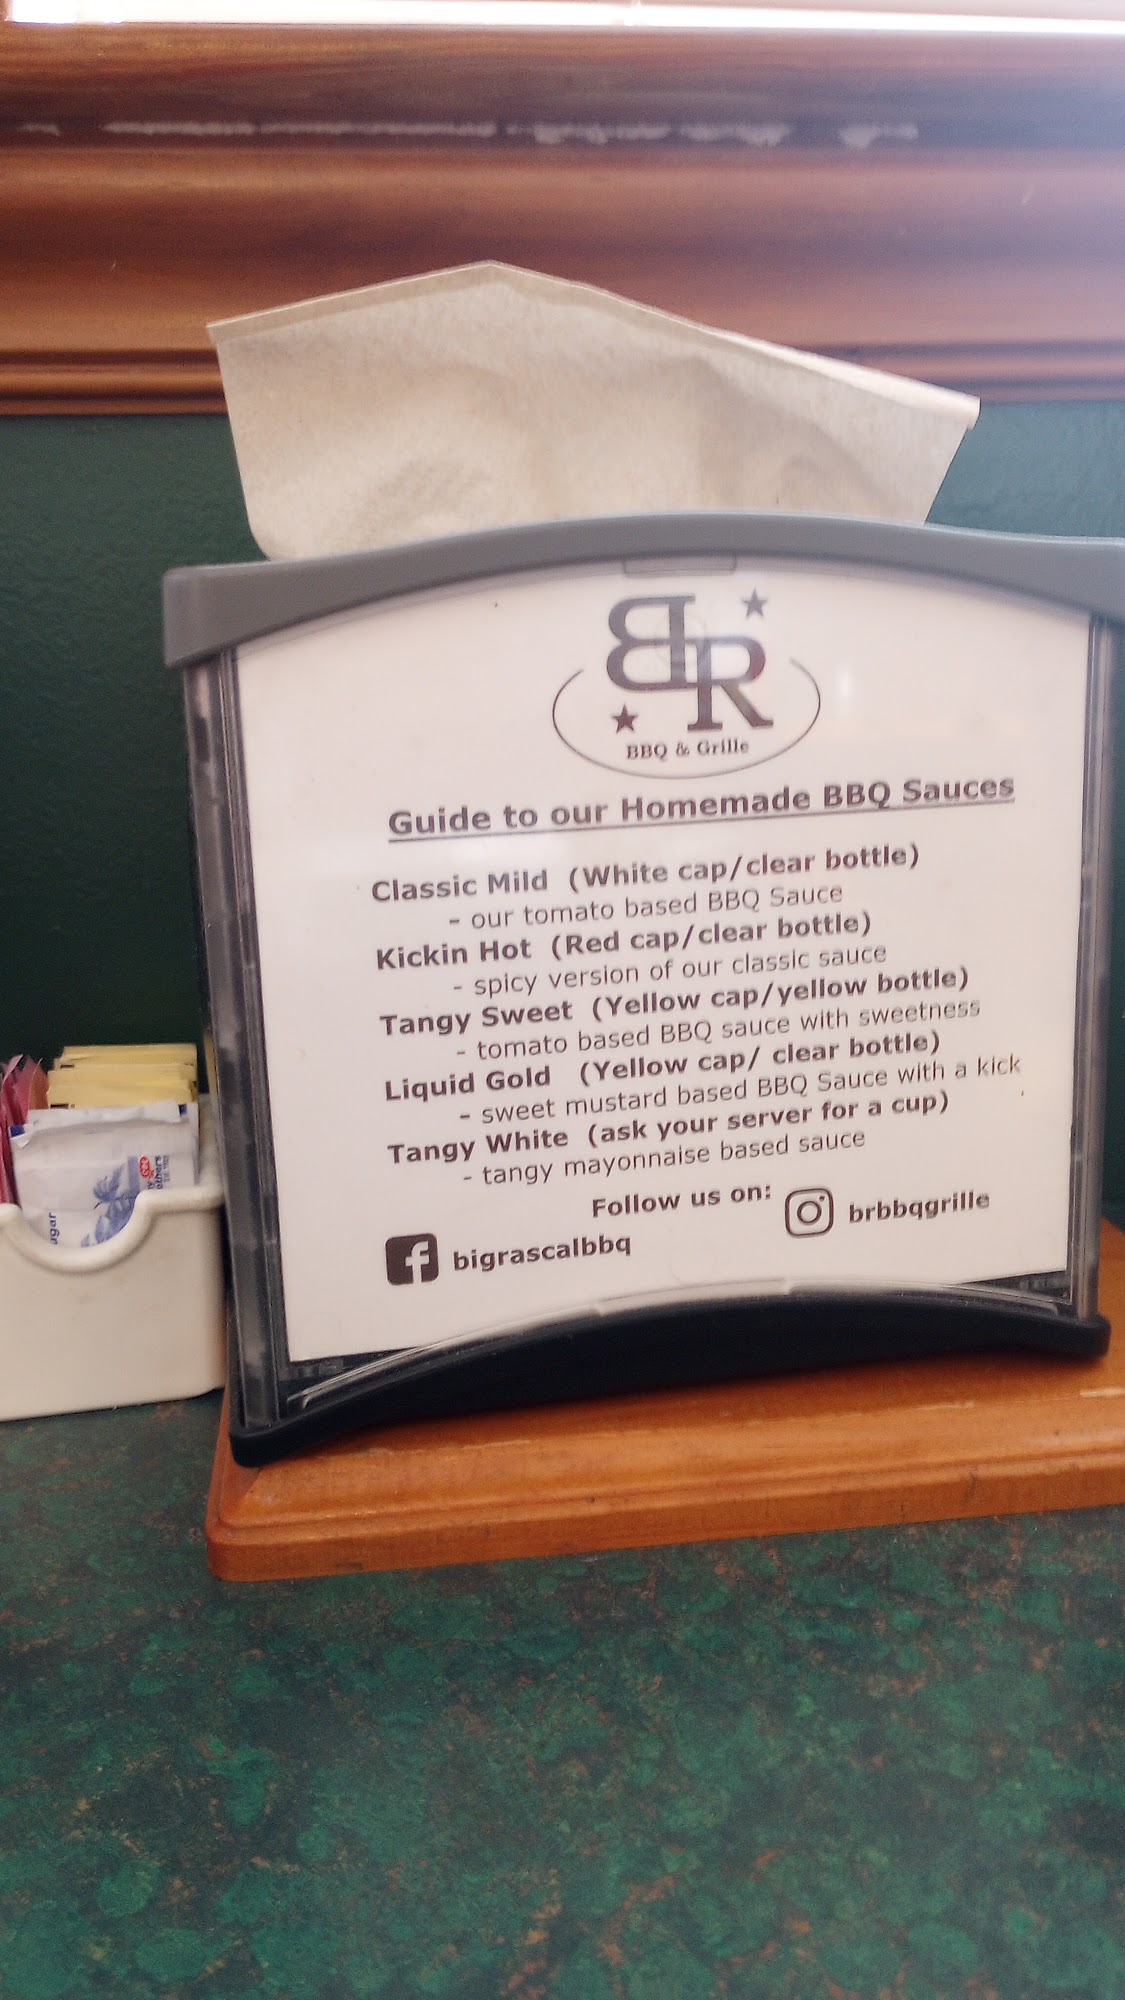 BR
BBQ & Grille
Guide to our Homemade BBQ Sauces
Classic Mild (White cap/clear bottle)
- our tomato based BBQ Sauce
Kickin Hot (Red cap/clear bottle)
- spicy version of our classic sauce
Tangy Sweet (Yellow cap/yellow bottle)
- tomato based BBQ sauce with sweetness
Liquid Gold (Yellow cap/ clear bottle)
- sweet mustard based BBQ Sauce with a kick
Tangy White (ask your server for a cup)
- tangy mayonnaise based sauce
Follow us on:
brbbqgrille
bigrascalbbq